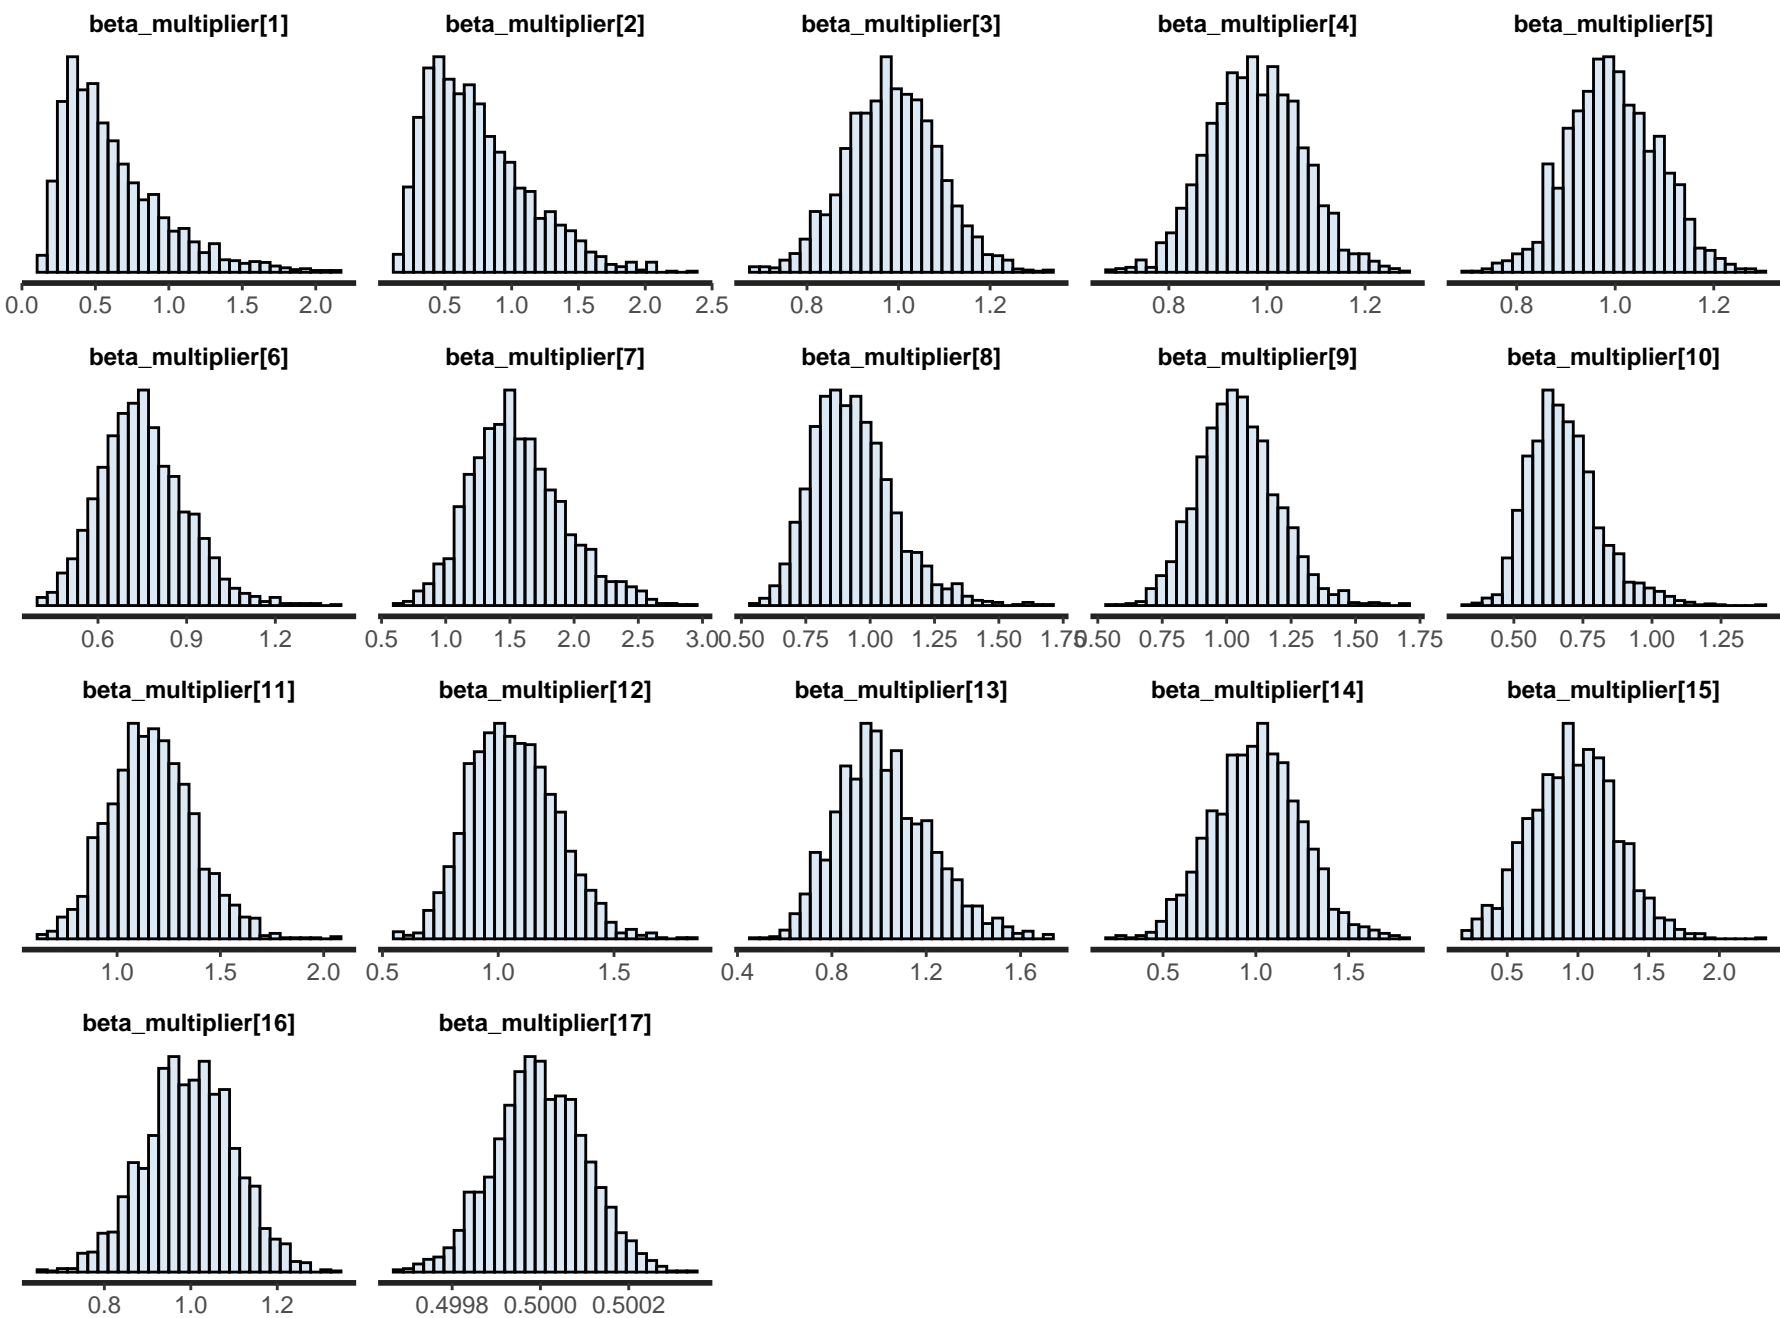 beta_multiplier[1] beta_multiplier[2] beta_multiplier[3] beta_multiplier[4] beta_multiplier[5]
0.0 0.5 1.0 1.5 2.0 0.5 1.0 1.5 2.0 2.5 0.8 1.0 1.2 0.8 1.0 1.2 0.8 1.0 1.2
beta_multiplier[6] beta_multiplier[7] beta_multiplier[8] beta_multiplier[9] beta_multiplier[10]
0.6 0.9 1.2 0.5 1.0 1.5 2.0 2.5 3.0 0.50 0.75 1.00 1.25 1.50 1.75 0.50 0.75 1.00 1.25 1.50 1.75 0.50 0.75 1.00 1.25
beta_multiplier[11] beta_multiplier[12] beta_multiplier[13] beta_multiplier[14] beta_multiplier[15]
1.0 1.5 2.0 0.5 1.0 1.5 0.4 0.8 1.2 1.6 0.5 1.0 1.5 0.5 1.0 1.5 2.0
beta_multiplier[16] beta_multiplier[17]
0.8 1.0 1.2 0.4998 0.5000 0.5002